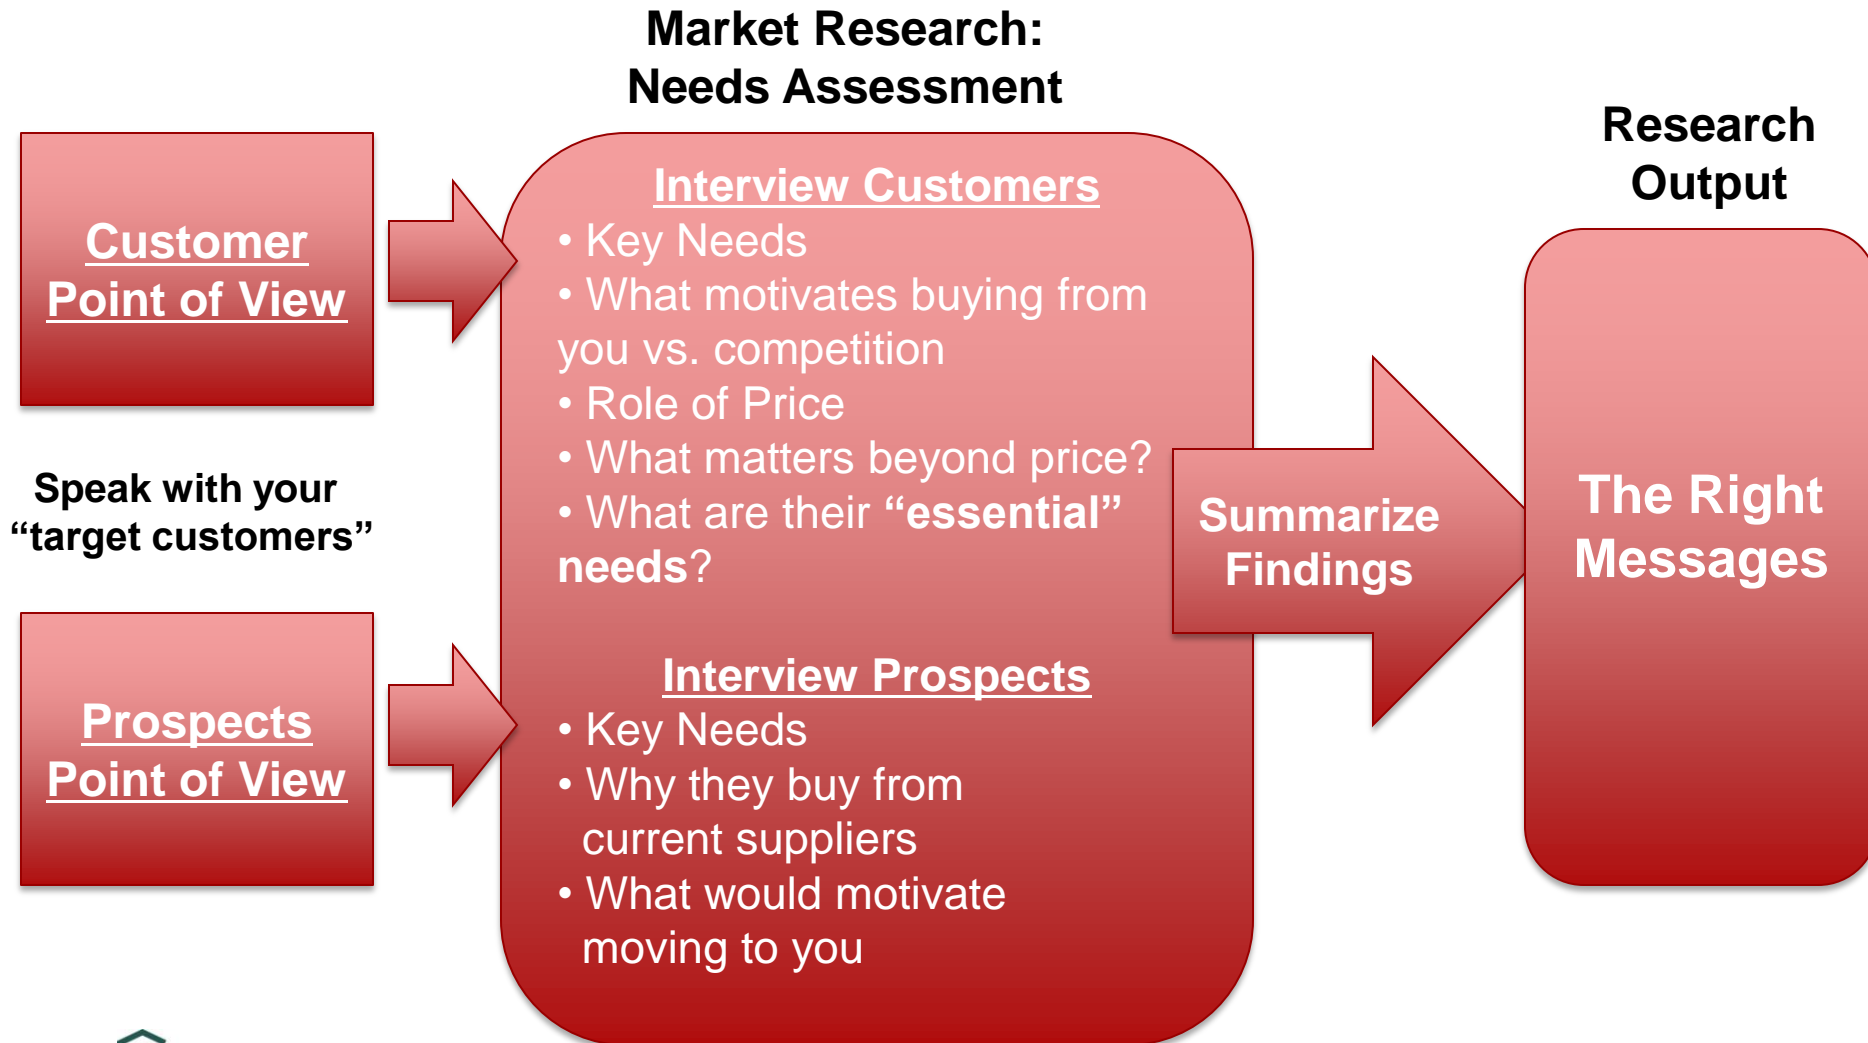 Market Research:
Needs Assessment
Customer
Point of View
Speak with your
“target customers”
Prospects
Point of View
Interview Customers
• Key Needs
• What motivates buying from
you vs. competition
• Role of Price
• What matters beyond price?
• What are their “essential”
needs?
Interview Prospects
• Key Needs
• Why they buy from
current suppliers
• What would motivate
moving to you
Summarize
Findings
Research
Output
The Right
Messages